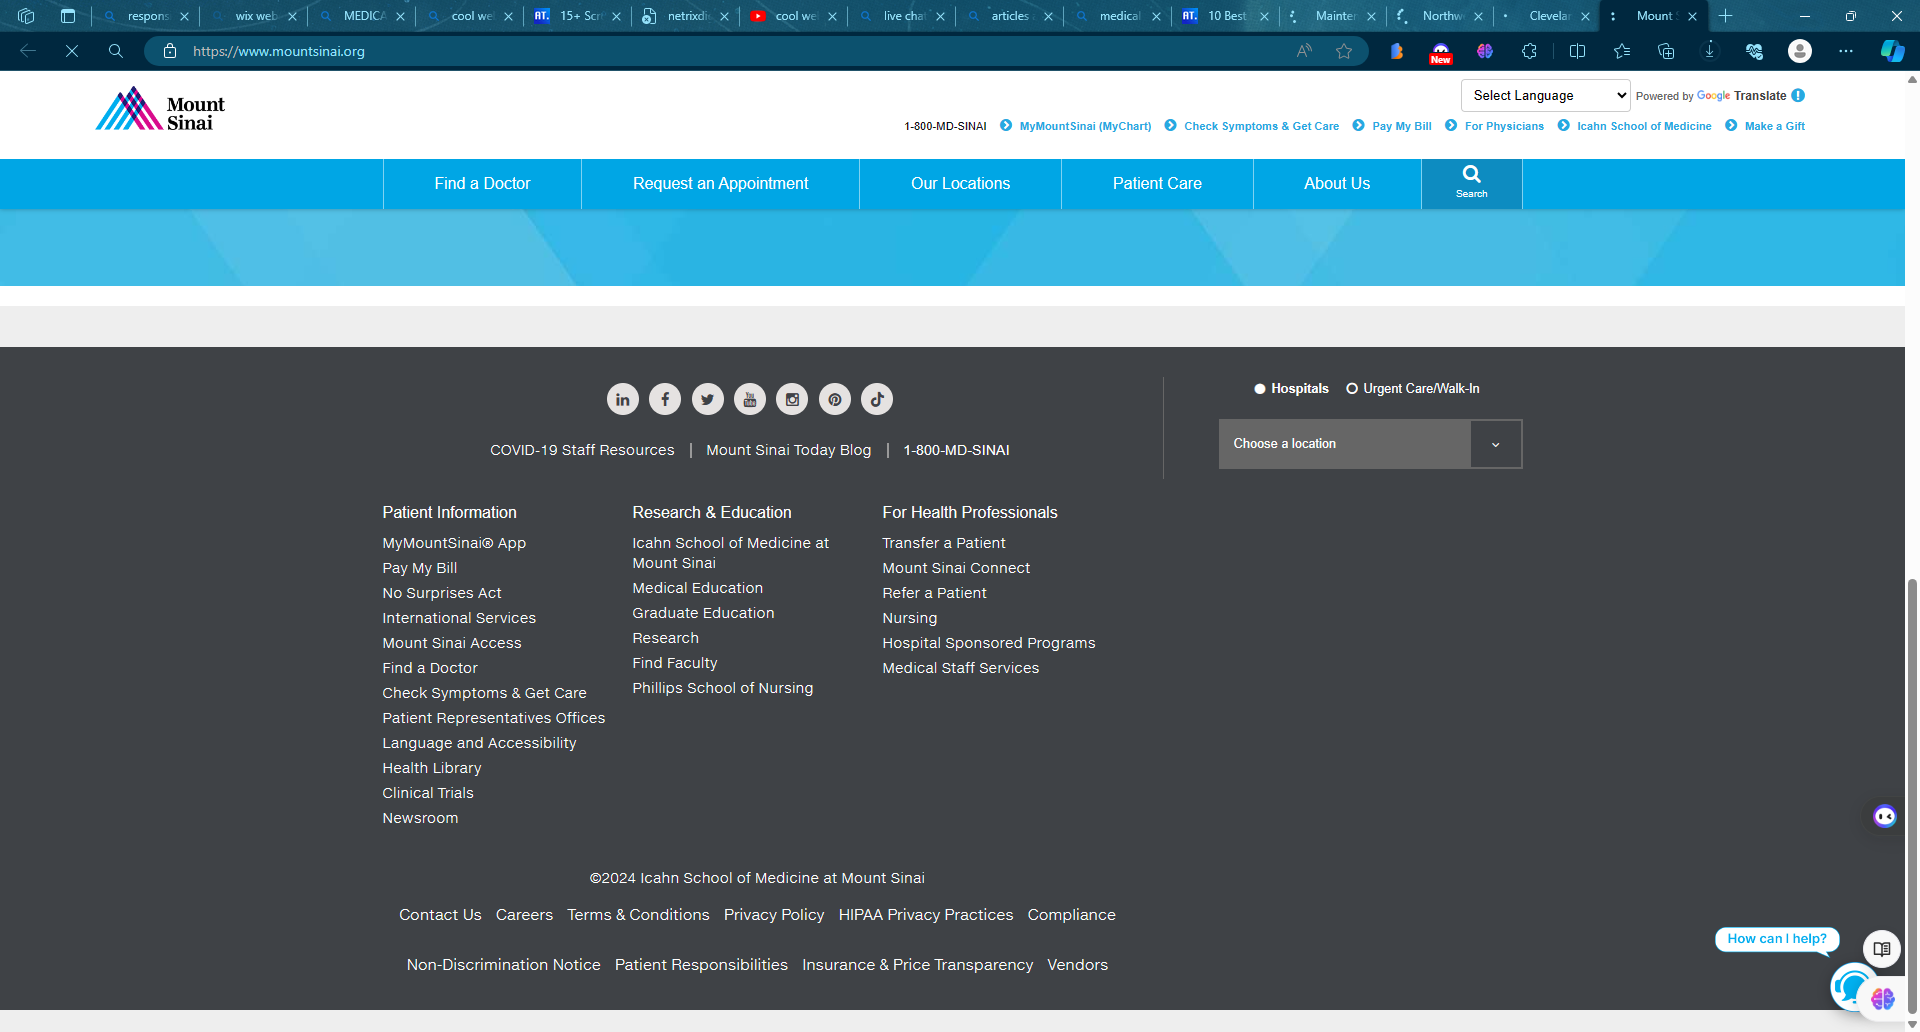 respons
wix web
MEDICA
cool wel
AT. 15+ Scr
netrixdi
cool we
live chat
articles
medical
AT. 10 Best
Mainten
Northwe
Clevelan
Mount
https://www.mountsinai.org
New
Mount
Sinai
Select Language
Powered by Google Translate
1-800-MD-SINAI MyMountSinai (MyChart) Check Symptoms & Get Care Pay My Bill For Physicians Icahn School of Medicine Make a Gift
Find a Doctor Request an Appointment Our Locations Patient Care About Us Search
Hospitals Urgent Care/Walk-In
COVID-19 Staff Resources | Mount Sinai Today Blog | 1-800-MD-SINAI
Choose a location
Patient Information
MyMountSinai® App
Pay My Bill
No Surprises Act
International Services
Mount Sinai Access
Find a Doctor
Check Symptoms & Get Care
Patient Representatives Offices
Language and Accessibility
Health Library
Clinical Trials
Newsroom
Research & Education
Icahn School of Medicine at
Mount Sinai
Medical Education
Graduate Education
Research
Find Faculty
Phillips School of Nursing
For Health Professionals
Transfer a Patient
Mount Sinai Connect
Refer a Patient
Nursing
Hospital Sponsored Programs
Medical Staff Services
©2024 Icahn School of Medicine at Mount Sinai
Contact Us Careers Terms & Conditions Privacy Policy HIPAA Privacy Practices Compliance
Non-Discrimination Notice Patient Responsibilities Insurance & Price Transparency Vendors
How can I help?